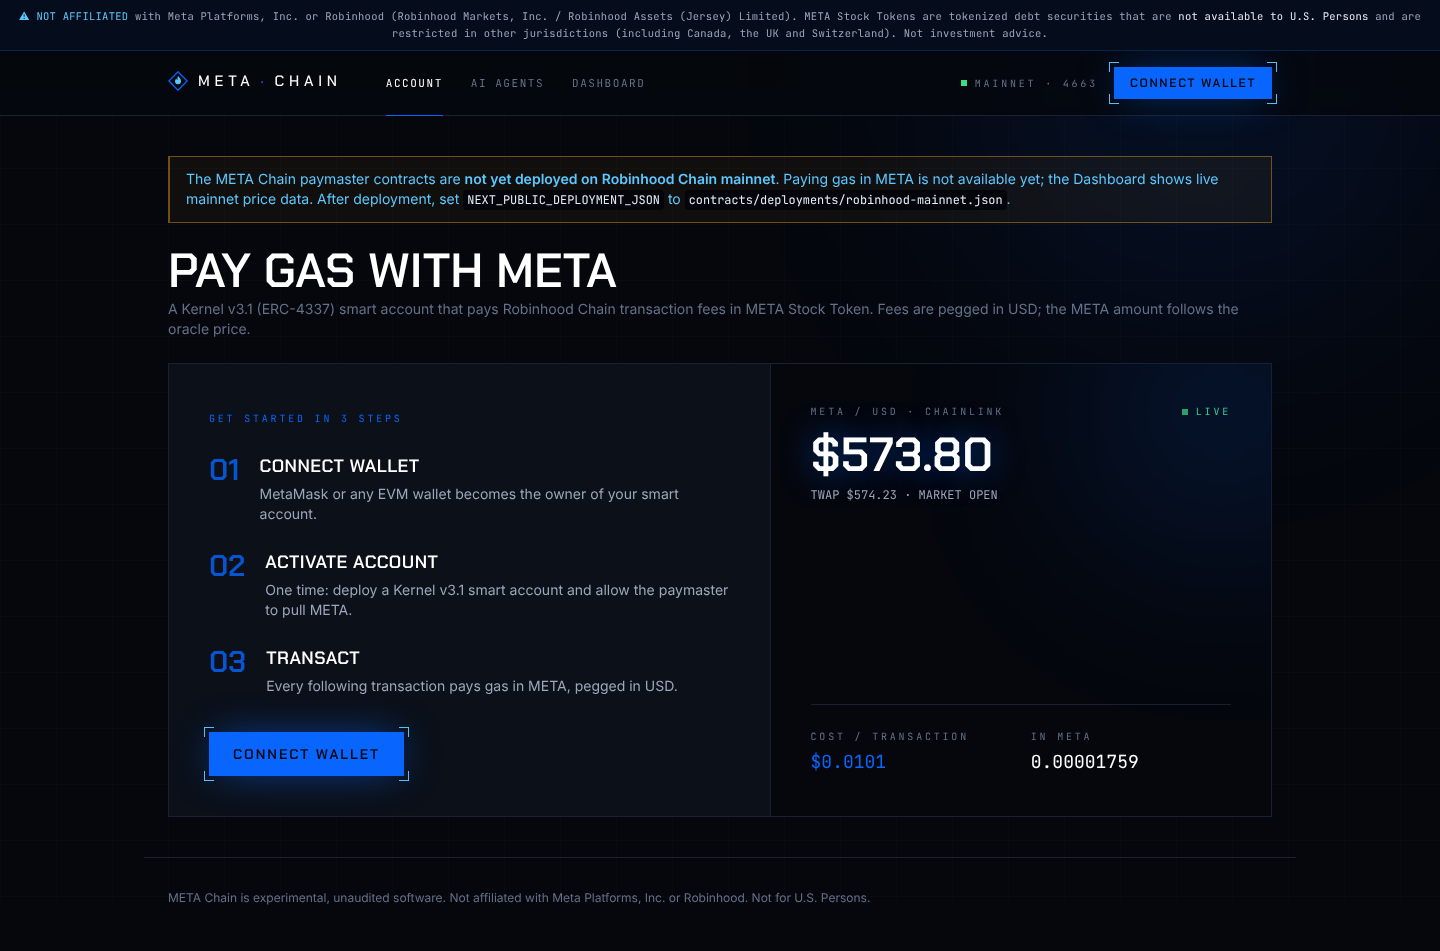 ⚠ NOT AFFILIATED with Meta Platforms, Inc. or Robinhood (Robinhood Markets, Inc. / Robinhood Assets (Jersey) Limited). META Stock Tokens are tokenized debt securities that are not available to U.S. Persons and are
restricted in other jurisdictions (including Canada, the UK and Switzerland). Not investment advice.
META · CHAIN
ACCOUNT
AI AGENTS
DASHBOARD
MAINNET · 4663
CONNECT WALLET
The META Chain paymaster contracts are not yet deployed on Robinhood Chain mainnet. Paying gas in META is not available yet; the Dashboard shows live
mainnet price data. After deployment, set NEXT_PUBLIC_DEPLOYMENT_JSON to contracts/deployments/robinhood-mainnet.json.
PAY GAS WITH META
A Kernel v3.1 (ERC-4337) smart account that pays Robinhood Chain transaction fees in META Stock Token. Fees are pegged in USD; the META amount follows the
oracle price.
GET STARTED IN 3 STEPS
01 CONNECT WALLET
MetaMask or any EVM wallet becomes the owner of your smart
account.
02 ACTIVATE ACCOUNT
One time: deploy a Kernel v3.1 smart account and allow the paymaster
to pull META.
03 TRANSACT
Every following transaction pays gas in META, pegged in USD.
CONNECT WALLET
META / USD · CHAINLINK
LIVE
$573.80
TWAP $574.23 · MARKET OPEN
COST / TRANSACTION
$0.0101
IN META
0.00001759
META Chain is experimental, unaudited software. Not affiliated with Meta Platforms, Inc. or Robinhood. Not for U.S. Persons.